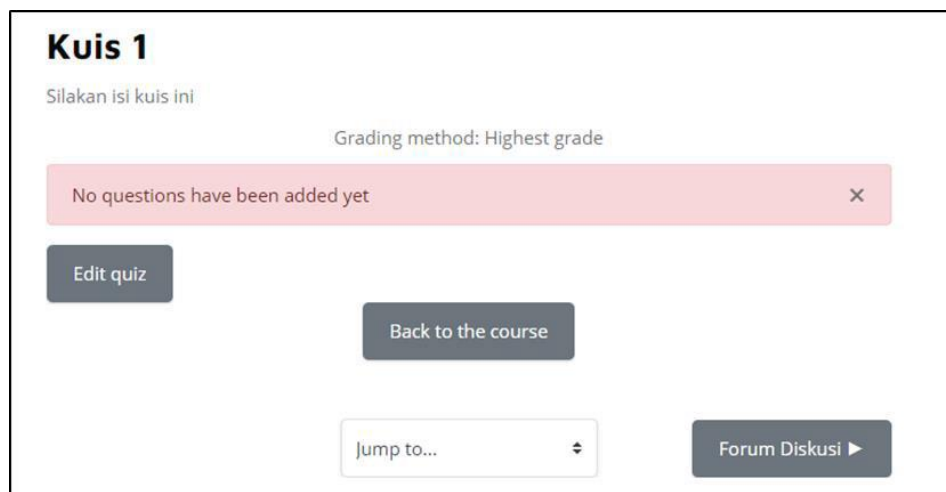 Kuis 1
Silakan isi kuis ini
Grading method: Highest grade
No questions have been added yet ×
Edit quiz
Back to the course
Jump to...
Forum Diskusi ►